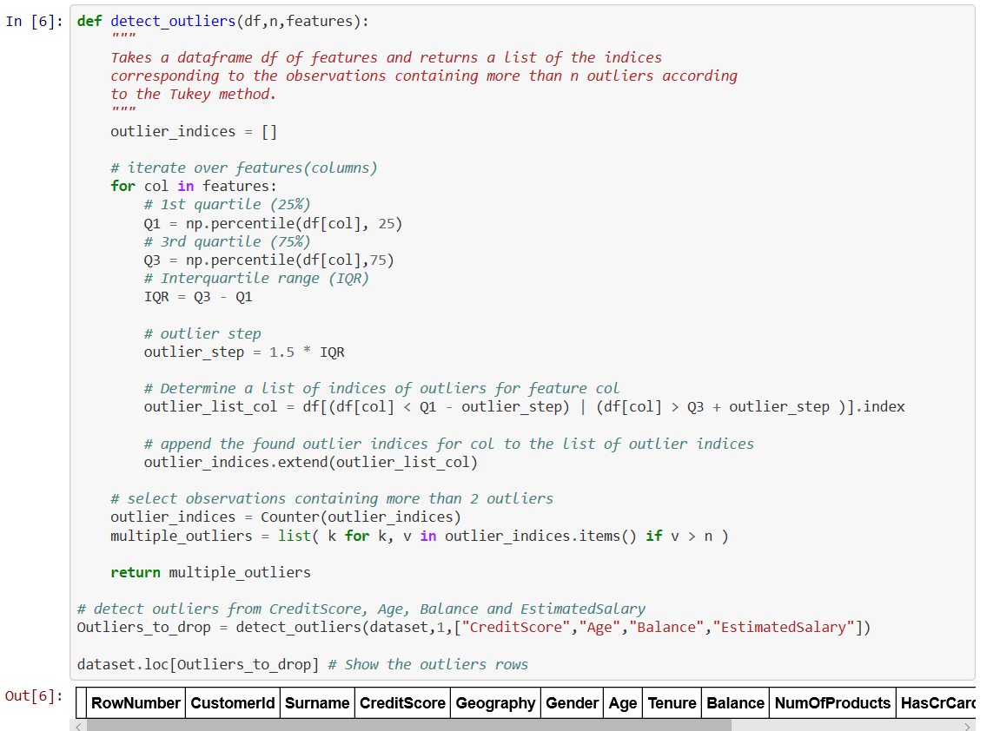 In [6]: def detect_outliers(df,n,features):
"""
Takes a dataframe df of features and returns a list of the indices
corresponding to the observations containing more than n outliers according
to the Tukey method.
"""
outlier_indices = []
# iterate over features(columns)
for col in features:
# 1st quartile (25%)
Q1 = np.percentile(df[col], 25)
# 3rd quartile (75%)
Q3 = np.percentile(df[col],75)
# Interquartile range (IQR)
IQR = Q3 - Q1
# outlier step
outlier_step = 1.5 * IQR
# Determine a list of indices of outliers for feature col
outlier_list_col = df[(df[col] < Q1 - outlier_step) | (df[col] > Q3 + outlier_step )].index
# append the found outlier indices for col to the list of outlier indices
outlier_indices.extend(outlier_list_col)
# select observations containing more than 2 outliers
outlier_indices = Counter(outlier_indices)
multiple_outliers = list( k for k, v in outlier_indices.items() if v > n )
return multiple_outliers
# detect outliers from CreditScore, Age, Balance and EstimatedSalary
Outliers_to_drop = detect_outliers(dataset,1,["CreditScore","Age","Balance","EstimatedSalary"])
dataset.loc[Outliers_to_drop] # Show the outliers rows
Out[6]: RowNumber CustomerId Surname CreditScore Geography Gender Age Tenure Balance NumOfProducts HasCrCard